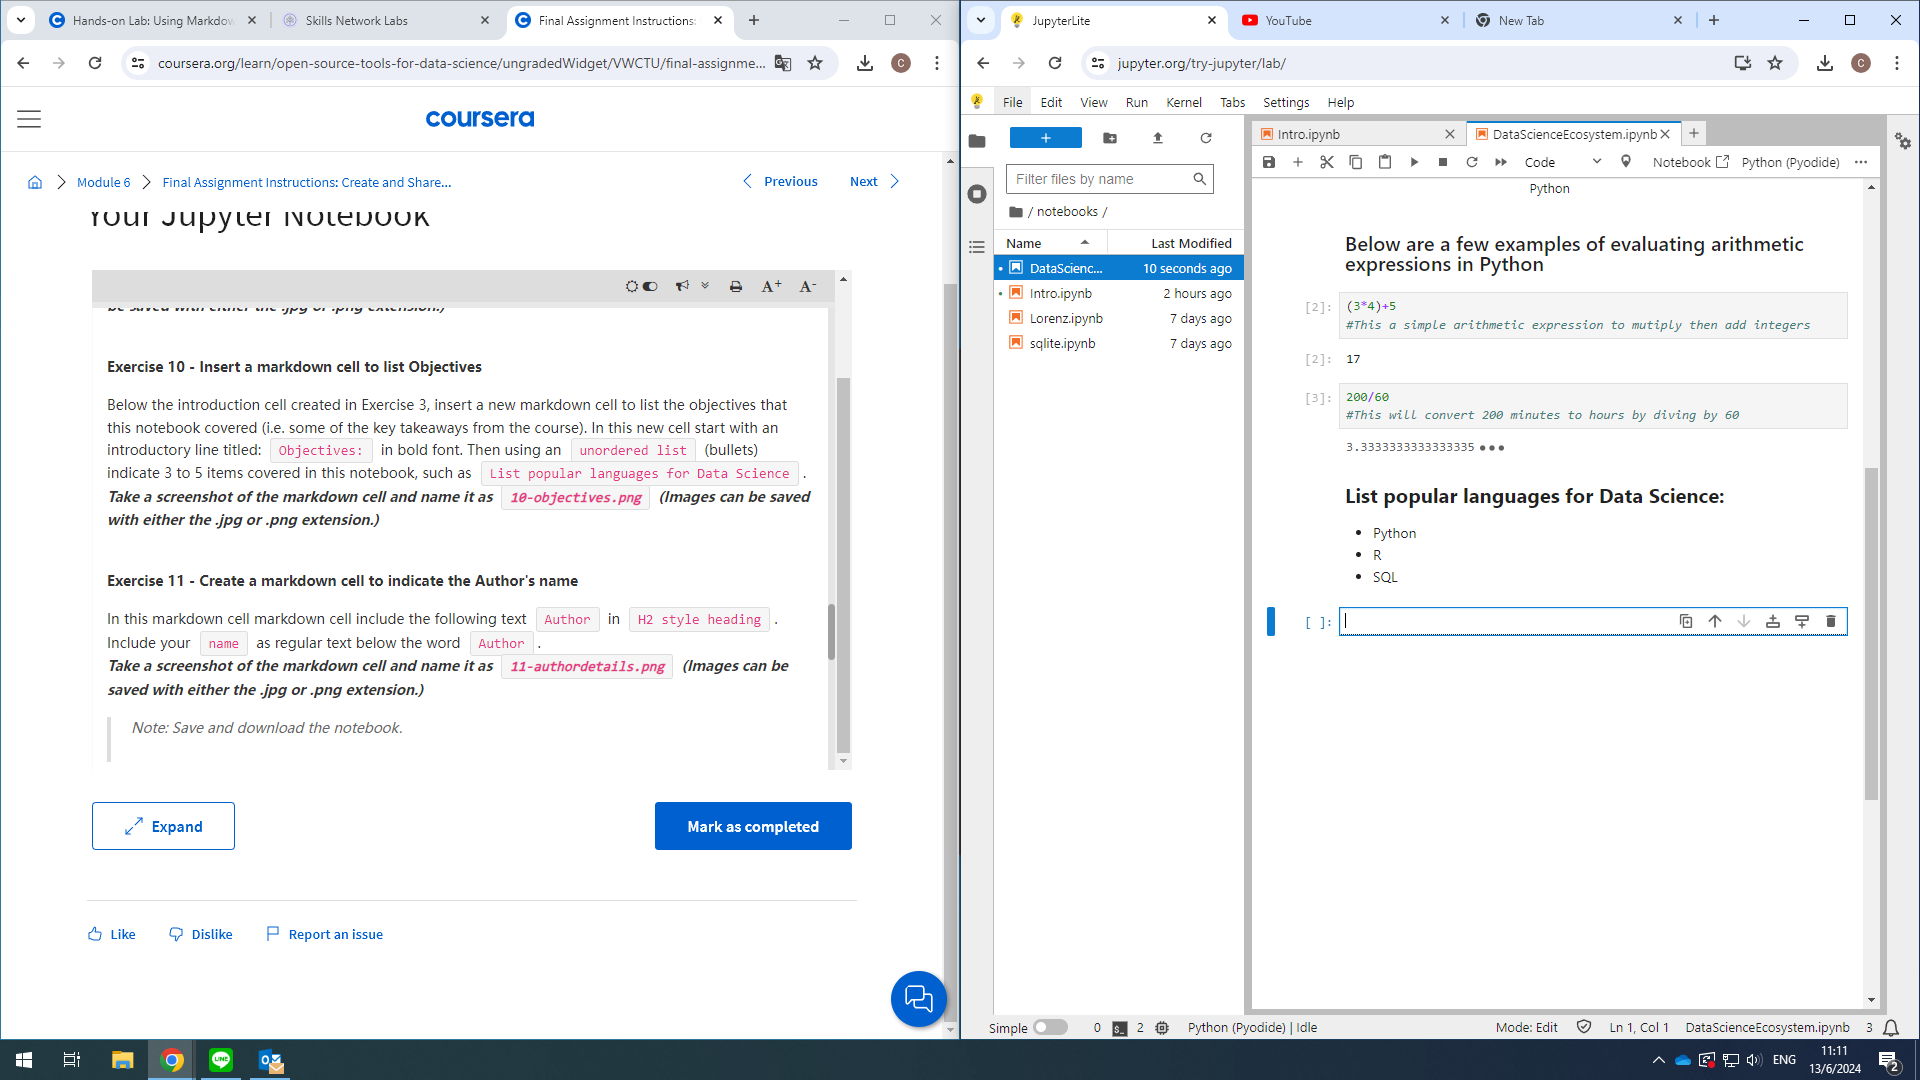 Hands-on Lab: Using Markdow
Skills Network Labs
Final Assignment Instructions:
coursera.org/learn/open-source-tools-for-data-science/ungradedWidget/VWCTU/final-assignme...
C
coursera
Module 6
Final Assignment Instructions: Create and Share...
Previous
Next
Your Jupyter Notebook
A+
A-
be saved with either the .jpg or .png extension.)
Exercise 10 - Insert a markdown cell to list Objectives
Below the introduction cell created in Exercise 3, insert a new markdown cell to list the objectives that
this notebook covered (i.e. some of the key takeaways from the course). In this new cell start with an
introductory line titled: Objectives: in bold font. Then using an unordered list (bullets)
indicate 3 to 5 items covered in this notebook, such as List popular languages for Data Science .
Take a screenshot of the markdown cell and name it as 10-objectives.png (Images can be saved
with either the .jpg or .png extension.)
Exercise 11 - Create a markdown cell to indicate the Author's name
In this markdown cell markdown cell include the following text Author in H2 style heading .
Include your name as regular text below the word Author .
Take a screenshot of the markdown cell and name it as 11-authordetails.png (Images can be
saved with either the .jpg or .png extension.)
Note: Save and download the notebook.
Expand
Mark as completed
Like
Dislike
Report an issue
JupyterLite
YouTube
New Tab
jupyter.org/try-jupyter/lab/
C
File
Edit
View
Run
Kernel
Tabs
Settings
Help
Filter files by name
/ notebooks /
Name
Last Modified
DataScienc...
10 seconds ago
Intro.ipynb
2 hours ago
Lorenz.ipynb
7 days ago
sqlite.ipynb
7 days ago
Intro.ipynb
DataScienceEcosystem.ipynb
Code
Notebook
Python (Pyodide)
Python
Below are a few examples of evaluating arithmetic
expressions in Python
[2]:
(3*4)+5
#This a simple arithmetic expression to mutiply then add integers
[2]:
17
[3]:
200/60
#This will convert 200 minutes to hours by diving by 60
3.3333333333333335
List popular languages for Data Science:
Python
R
SQL
[ ]:
Simple
0
2
Python (Pyodide) | Idle
Mode: Edit
Ln 1, Col 1
DataScienceEcosystem.ipynb
3
LINE
ENG
11:11
13/6/2024
2